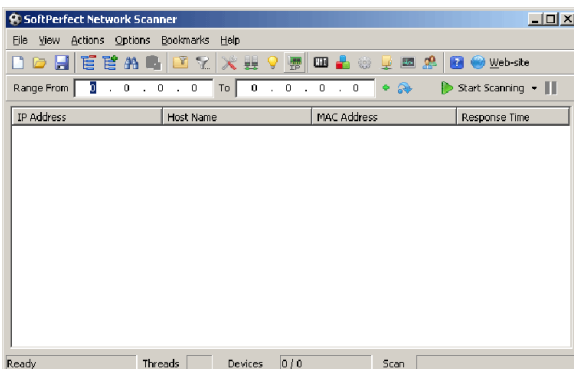 SoftPerfect Network Scanner
File View Actions Options Bookmarks Help
Web-site
Range From 0 . 0 . 0 . 0 To 0 . 0 . 0 . 0 Start Scanning
IP Address Host Name MAC Address Response Time
Ready Threads Devices 0 / 0 Scan